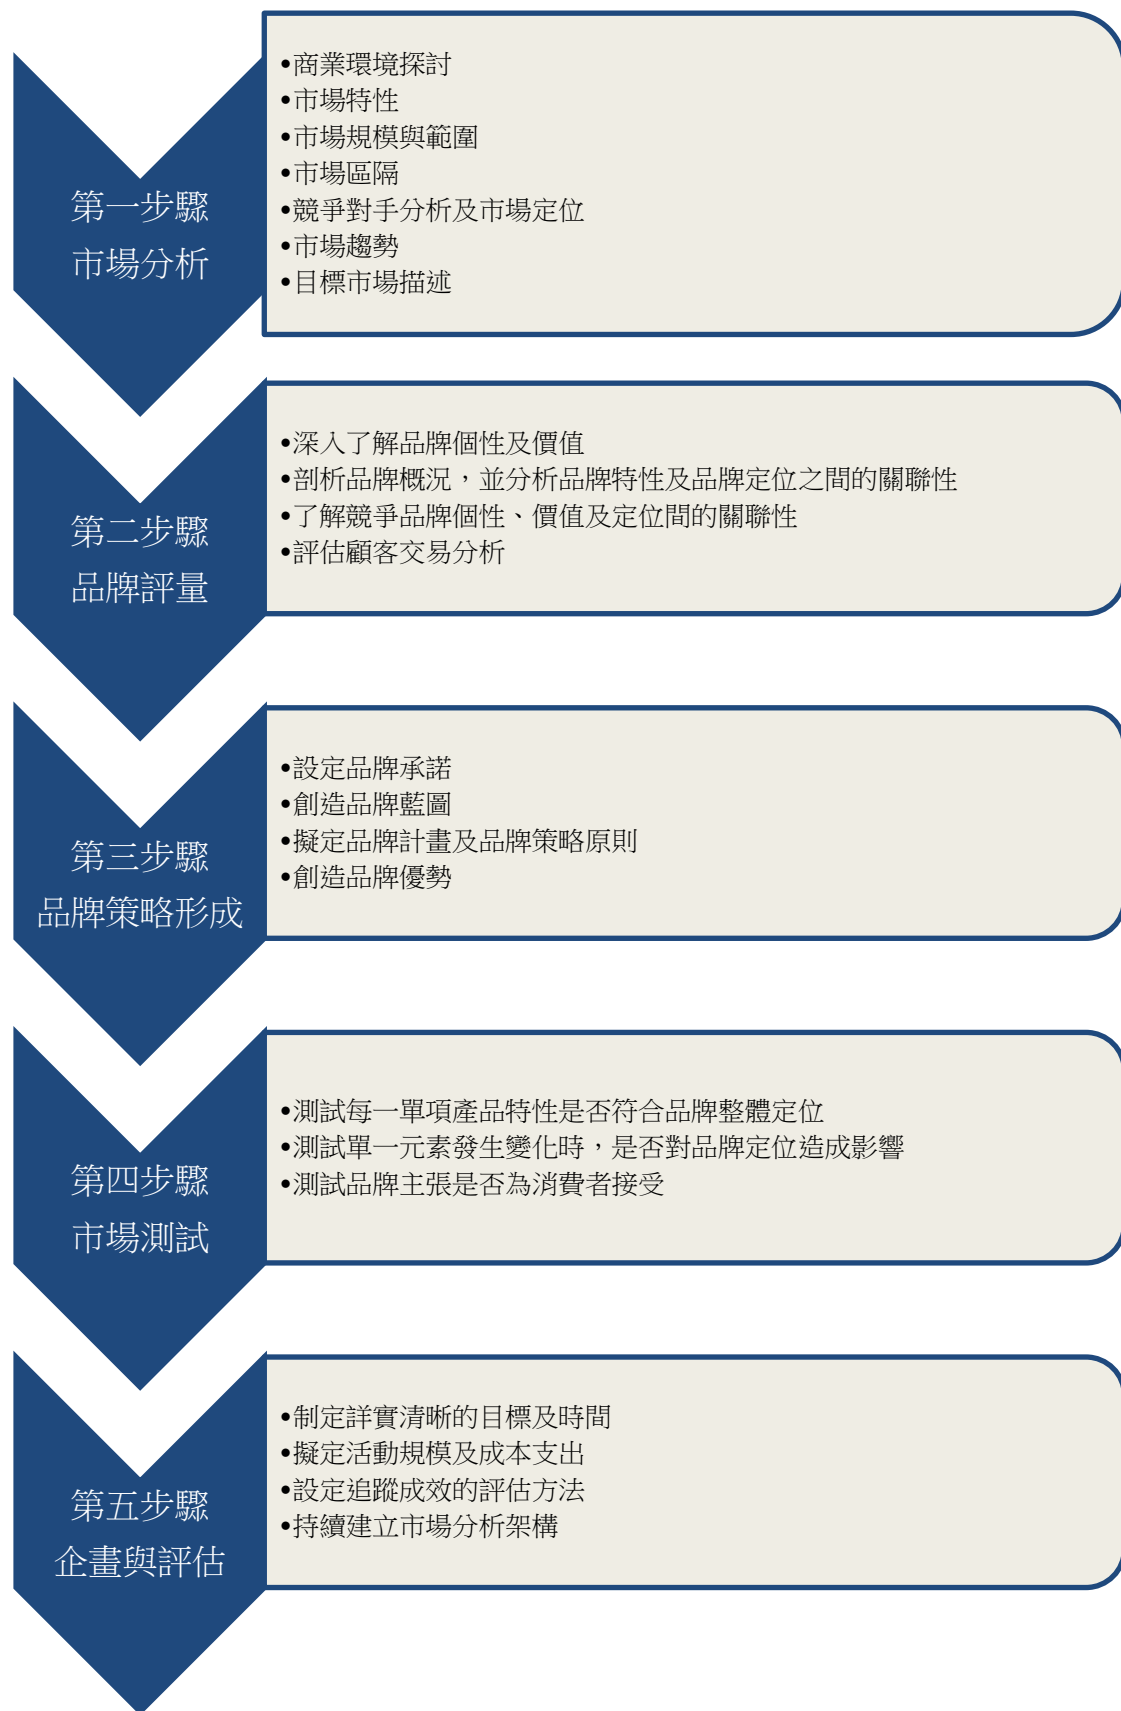 第一步驟
市場分析
•商業環境探討
•市場特性
•市場規模與範圍
•市場區隔
•競爭對手分析及市場定位
•市場趨勢
•目標市場描述
第二步驟
品牌評量
•深入了解品牌個性及價值
•剖析品牌概況，並分析品牌特性及品牌定位之間的關聯性
•了解競爭品牌個性、價值及定位間的關聯性
•評估顧客交易分析
第三步驟
品牌策略形成
•設定品牌承諾
•創造品牌藍圖
•擬定品牌計畫及品牌策略原則
•創造品牌優勢
第四步驟
市場測試
•測試每一單項產品特性是否符合品牌整體定位
•測試單一元素發生變化時，是否對品牌定位造成影響
•測試品牌主張是否為消費者接受
第五步驟
企畫與評估
•制定詳實清晰的目標及時間
•擬定活動規模及成本支出
•設定追蹤成效的評估方法
•持續建立市場分析架構